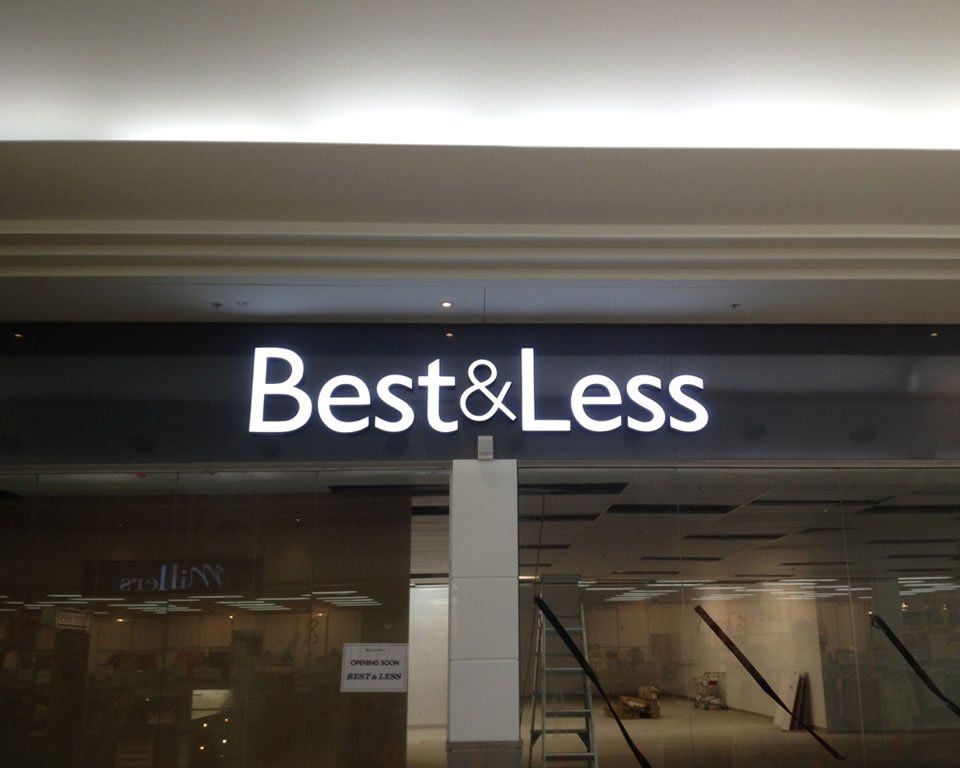 Best&Less
Millers
OPENING SOON
BEST & LESS